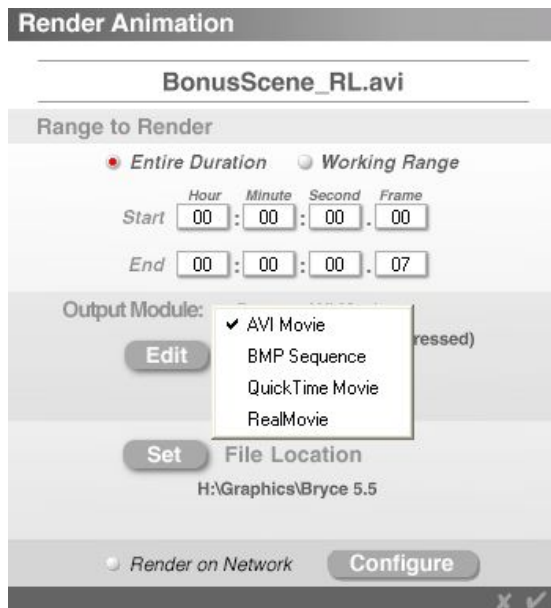 Render Animation
BonusScene_RL.avi
Range to Render
Entire Duration Working Range
Hour Minute Second Frame
Start 00 : 00 : 00 . 00
End 00 : 00 : 00 . 07
Output Module:
AVI Movie
ressed)
Edit BMP Sequence
QuickTime Movie
RealMovie
Set File Location
H:\Graphics\Bryce 5.5
Render on Network Configure